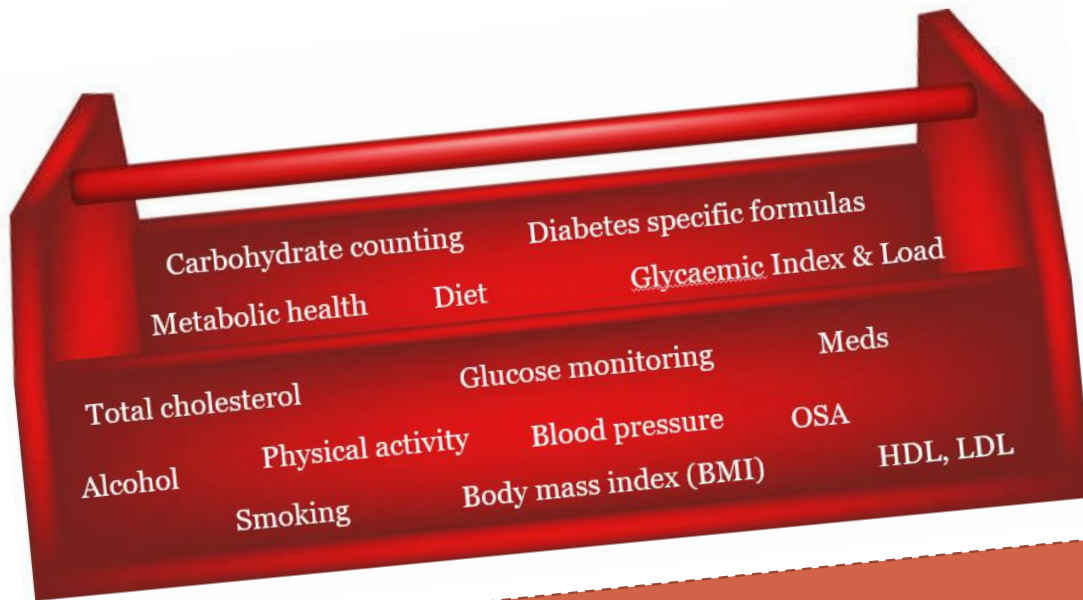 Carbohydrate counting
Diabetes specific formulas
Metabolic health
Diet
Glycaemic Index & Load
Total cholesterol
Glucose monitoring
Meds
Alcohol
Physical activity
Blood pressure
OSA
Smoking
Body mass index (BMI)
HDL, LDL